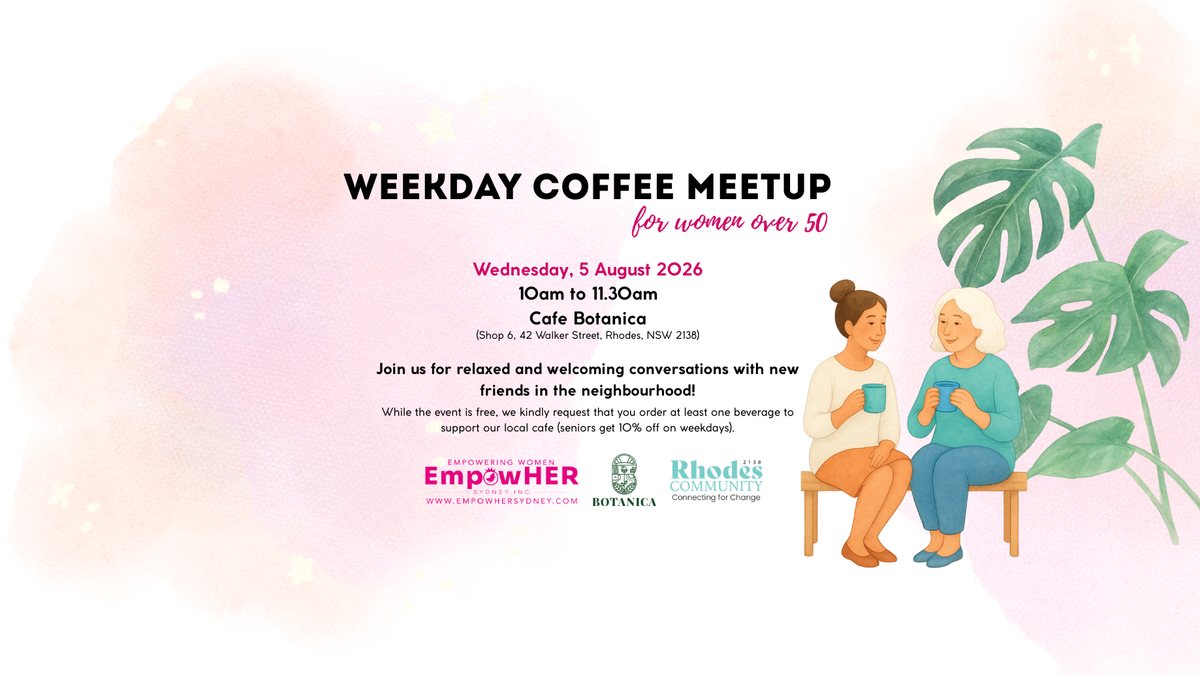 WEEKDAY COFFEE MEETUP
for women over 50
Wednesday, 5 August 2026
10am to 11.30am
Cafe Botanica
(Shop 6, 42 Walker Street, Rhodes, NSW 2138)
Join us for relaxed and welcoming conversations with new
friends in the neighbourhood!
While the event is free, we kindly request that you order at least one beverage to
support our local cafe (seniors get 10% off on weekdays).
EMPOWERING WOMEN
EmpowHER
SYDNEY INC.
WWW.EMPOWHERSYDNEY.COM
BOTANICA
2138
Rhodes
COMMUNITY
Connecting for Change